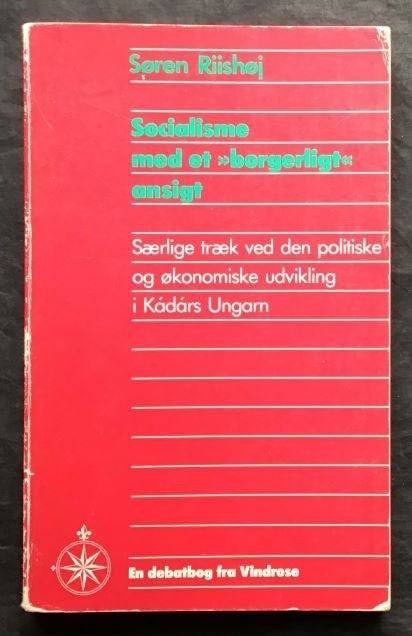 Søren Riishøj
Socialisme
med et »borgerligt«
ansigt
Særlige træk ved den politiske
og økonomiske udvikling
i Kádárs Ungarn
En debatbog fra Vindrose